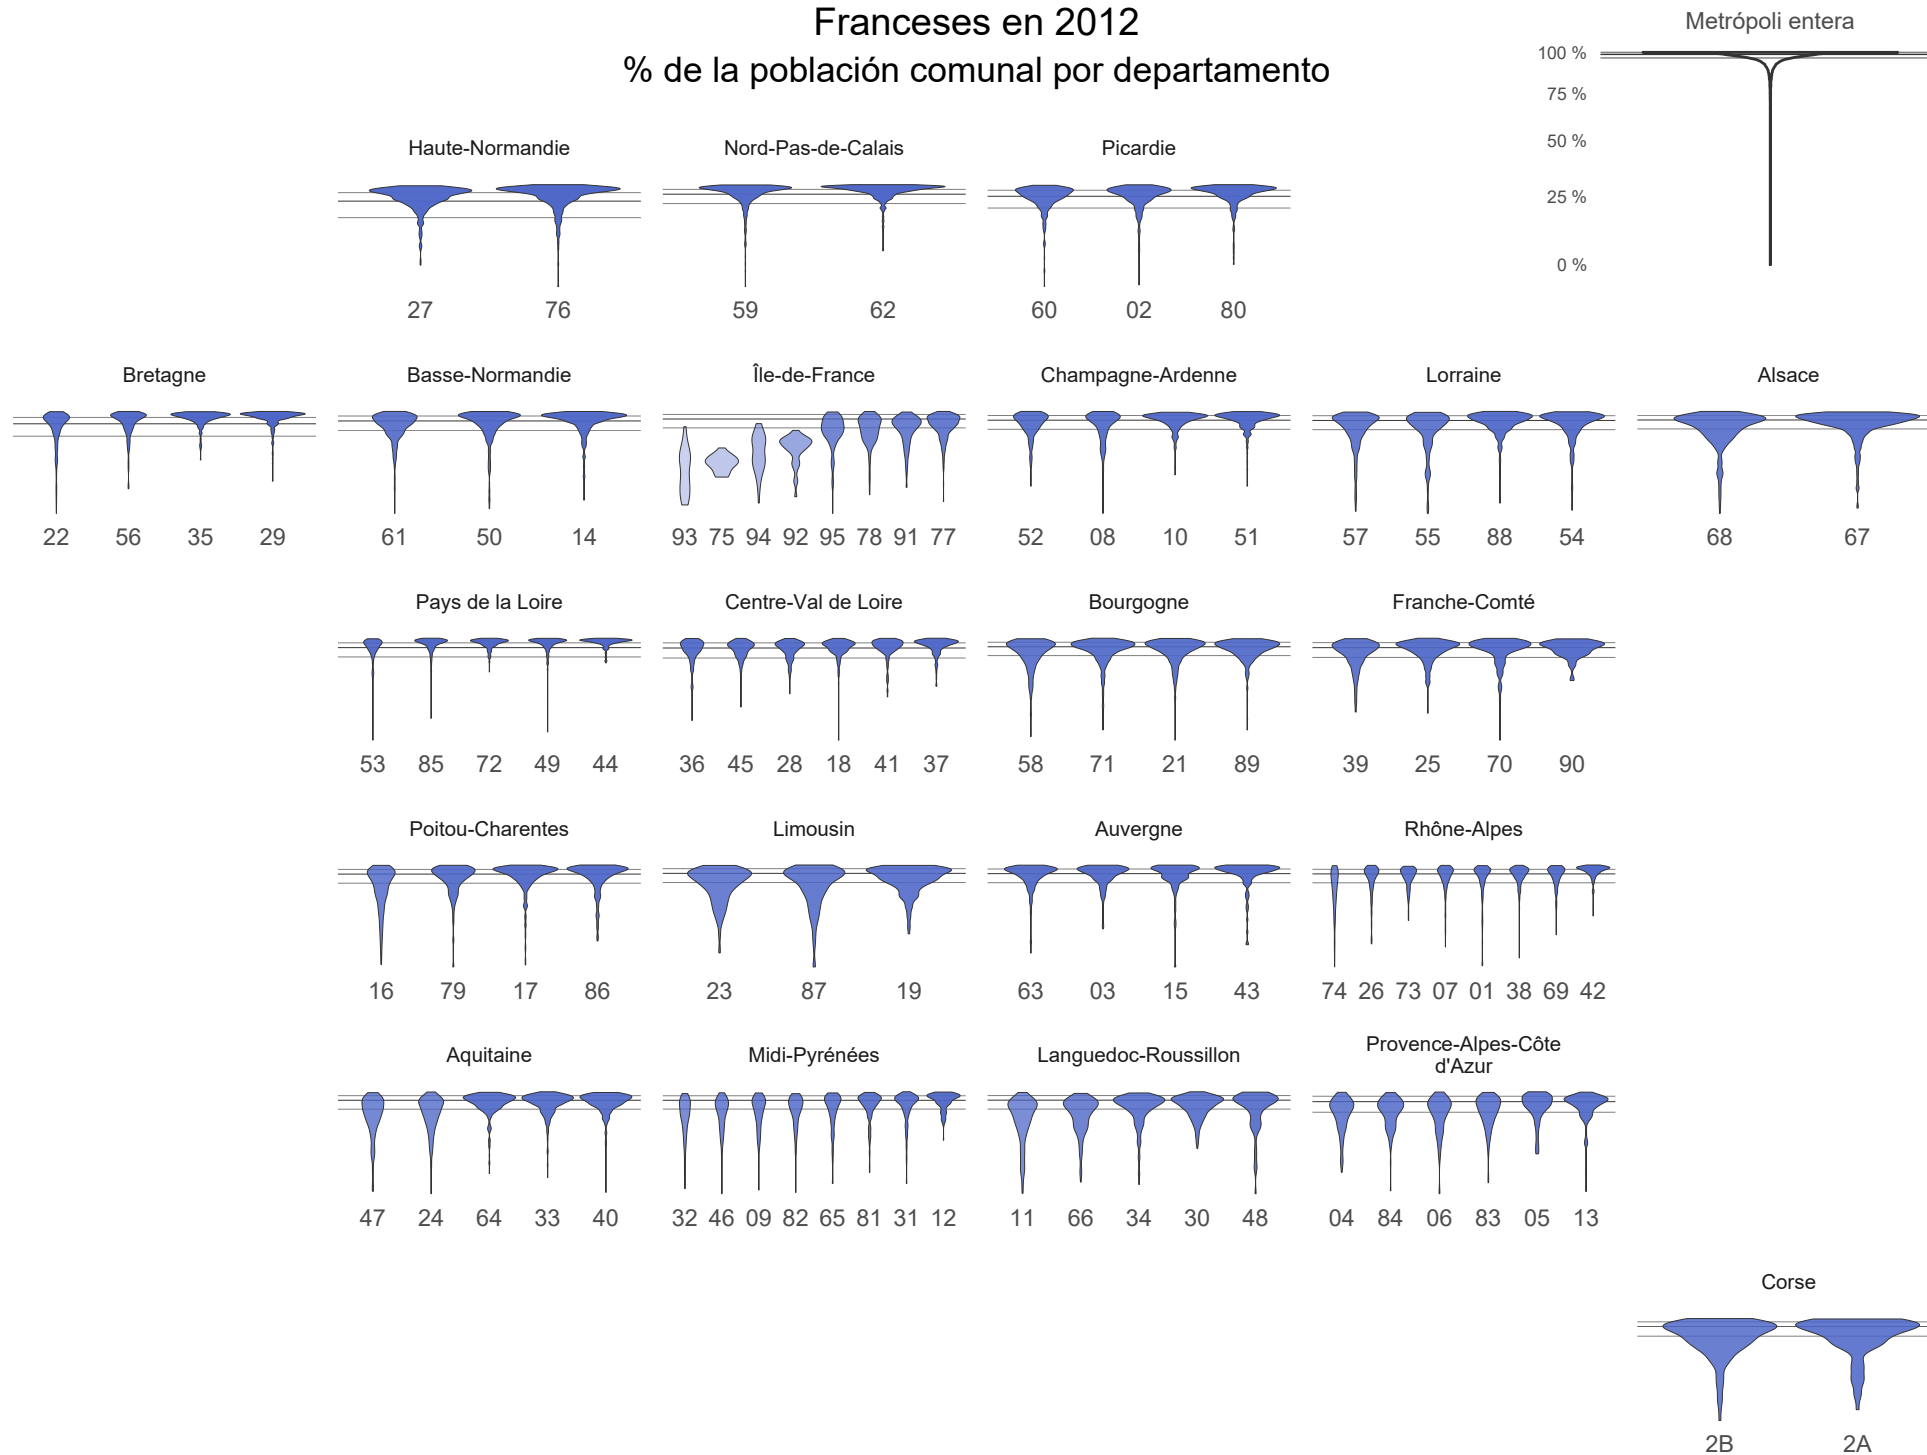 Franceses en 2012
% de la población comunal por departamento
Metrópoli entera
100 %
75 %
50 %
25 %
0 %
Haute-Normandie
Nord-Pas-de-Calais
Picardie
27 76
59 62
60 02 80
Bretagne
Basse-Normandie
Île-de-France
Champagne-Ardenne
Lorraine
Alsace
22 56 35 29
61 50 14
93 75 94 92 95 78 91 77
52 08 10 51
57 55 88 54
68 67
Pays de la Loire
Centre-Val de Loire
Bourgogne
Franche-Comté
53 85 72 49 44
36 45 28 18 41 37
58 71 21 89
39 25 70 90
Poitou-Charentes
Limousin
Auvergne
Rhône-Alpes
16 79 17 86
23 87 19
63 03 15 43
74 26 73 07 01 38 69 42
Aquitaine
Midi-Pyrénées
Languedoc-Roussillon
Provence-Alpes-Côte
d'Azur
47 24 64 33 40
32 46 09 82 65 81 31 12
11 66 34 30 48
04 84 06 83 05 13
Corse
2B 2A